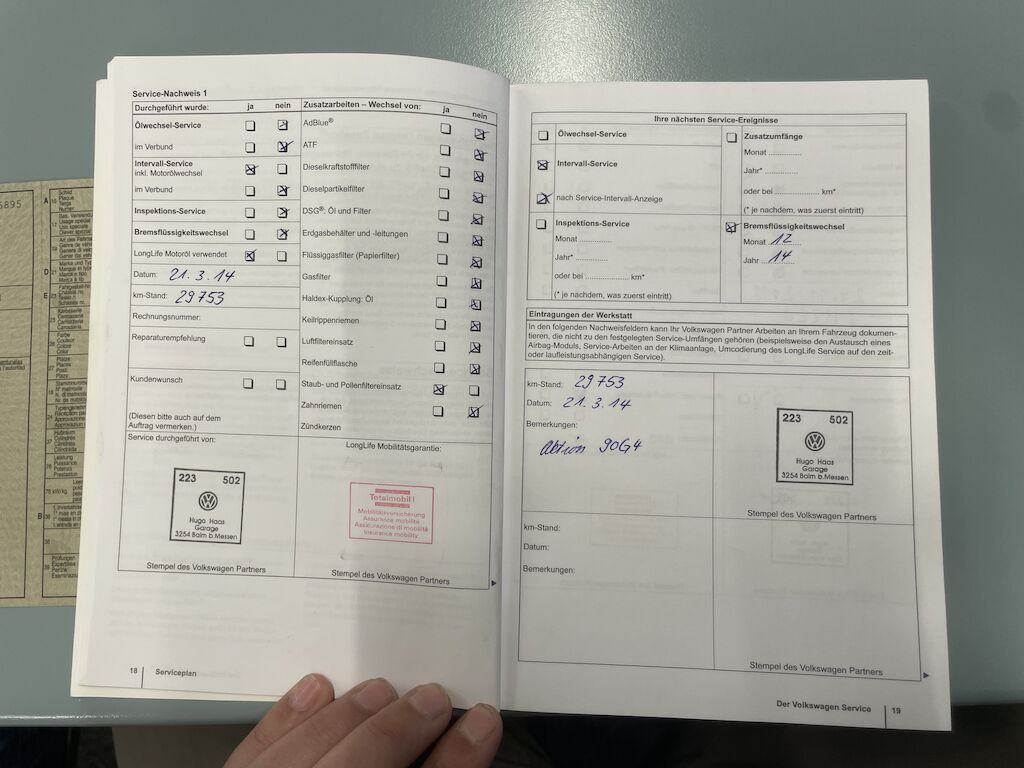 Service-Nachweis 1
Durchgeführt wurde: ja nein
Ölwechsel-Service
im Verbund
Intervall-Service
inkl. Motorölwechsel
im Verbund
Inspektions-Service
Bremsflüssigkeitswechsel
LongLife Motoröl verwendet
Datum: 21.3.14
km-Stand: 29753
Rechnungsnummer:
Reparaturempfehlung
Kundenwunsch
(Diesen bitte auch auf dem
Auftrag vermerken.)
Zusatzarbeiten – Wechsel von: ja nein
AdBlue®
ATF
Dieselkraftstofffilter
Dieselpartikelfilter
DSG®: Öl und Filter
Erdgasbehälter und -leitungen
Flüssiggasfilter (Papierfilter)
Gasfilter
Haldex-Kupplung: Öl
Keilrippenriemen
Luftfiltereinsatz
Reifenfüllflasche
Staub- und Pollenfiltereinsatz
Zahnriemen
Zündkerzen
Service durchgeführt von:
223 502
Hugo Haas
Garage
3254 Balm b.Messen
Stempel des Volkswagen Partners
LongLife Mobilitätsgarantie:
Totalmobil!
Mobilitätsversicherung
Assurance mobilité
Assicurazione di mobilità
Insurance mobility
Stempel des Volkswagen Partners
18 Serviceplan
Ihre nächsten Service-Ereignisse
Ölwechsel-Service
Intervall-Service
nach Service-Intervall-Anzeige
Zusatzumfänge
Monat ..............
Jahr* ..............
oder bei .................. km*
(* je nachdem, was zuerst eintritt)
Inspektions-Service
Monat .............
Jahr* .............
oder bei .................. km*
(* je nachdem, was zuerst eintritt)
Bremsflüssigkeitswechsel
Monat 12
Jahr 14
Eintragungen der Werkstatt
In den folgenden Nachweisfeldern kann Ihr Volkswagen Partner Arbeiten an Ihrem Fahrzeug dokumen-
tieren, die nicht zu den festgelegten Service-Umfängen gehören (beispielsweise den Austausch eines
Airbag-Moduls, Service-Arbeiten an der Klimaanlage, Umcodierung des LongLife Service auf den zeit-
oder laufleistungsabhängigen Service).
km-Stand: 29753
Datum: 21.3.14
Bemerkungen:
Aktion 90G4
223 502
Hugo Haas
Garage
3254 Balm b.Messen
Stempel des Volkswagen Partners
km-Stand:
Datum:
Bemerkungen:
Stempel des Volkswagen Partners
Der Volkswagen Service 19